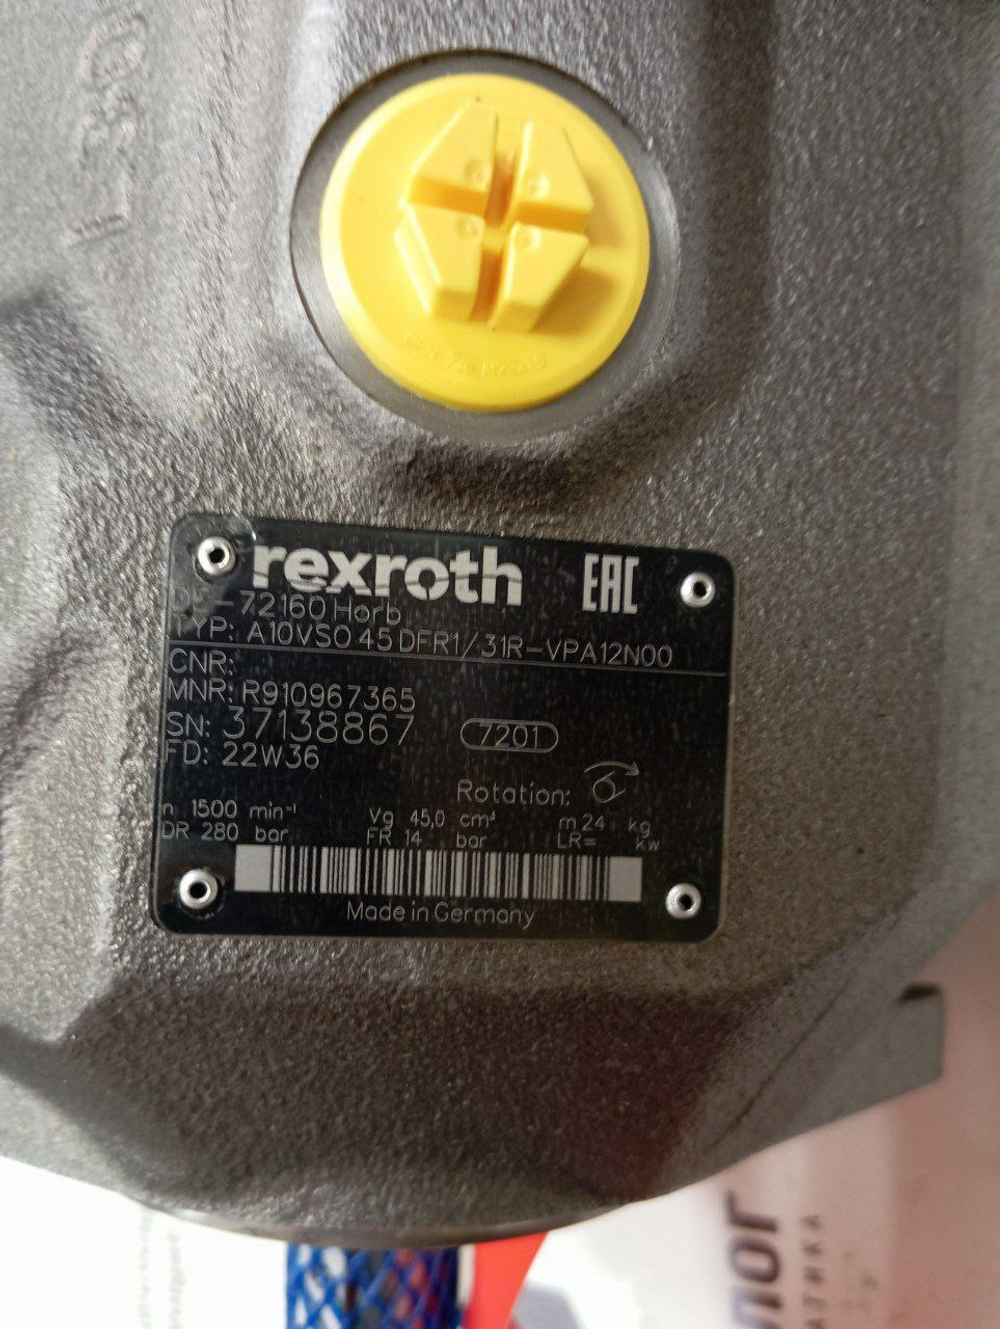 rexroth EAC
DE-72160 Horb
TYP: A10VSO 45 DFR1/31R-VPA12N00
CNR:
MNR: R910967365
SN: 37138867 7201
FD: 22W36
Rotation:
n 1500 min⁻¹ Vg 45,0 cm³ m 24 kg
DR 280 bar FR 14 bar LR= kw
Made in Germany
ЛОГ